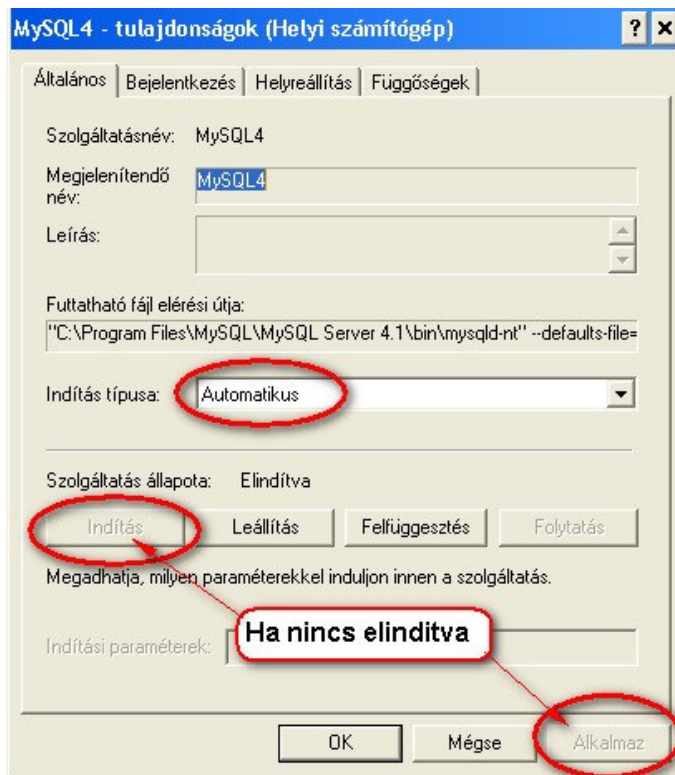 MySQL4 - tulajdonságok (Helyi számítógép)
Általános Bejelentkezés Helyreállítás Függőségek
Szolgáltatásnév: MySQL4
Megjelenítendő név: MySQL4
Leírás:
Futtatható fájl elérési útja:
"C:\Program Files\MySQL\MySQL Server 4.1\bin\mysqld-nt" --defaults-file=
Indítás típusa: Automatikus
Szolgáltatás állapota: Elindítva
Indítás Leállítás Felfüggesztés Folytatás
Megadhatja, milyen paraméterekkel induljon innen a szolgáltatás.
Ha nincs elinditva
Indítási paraméterek:
OK Mégse Alkalmaz